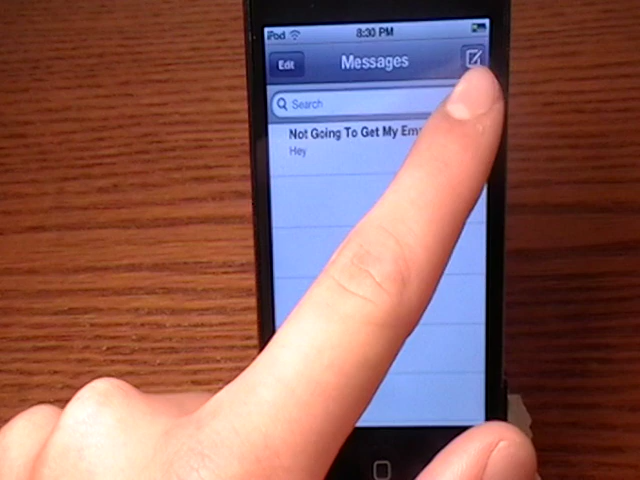 iPod 8:30 PM
Edit Messages
Search
Not Going To Get My
Hey